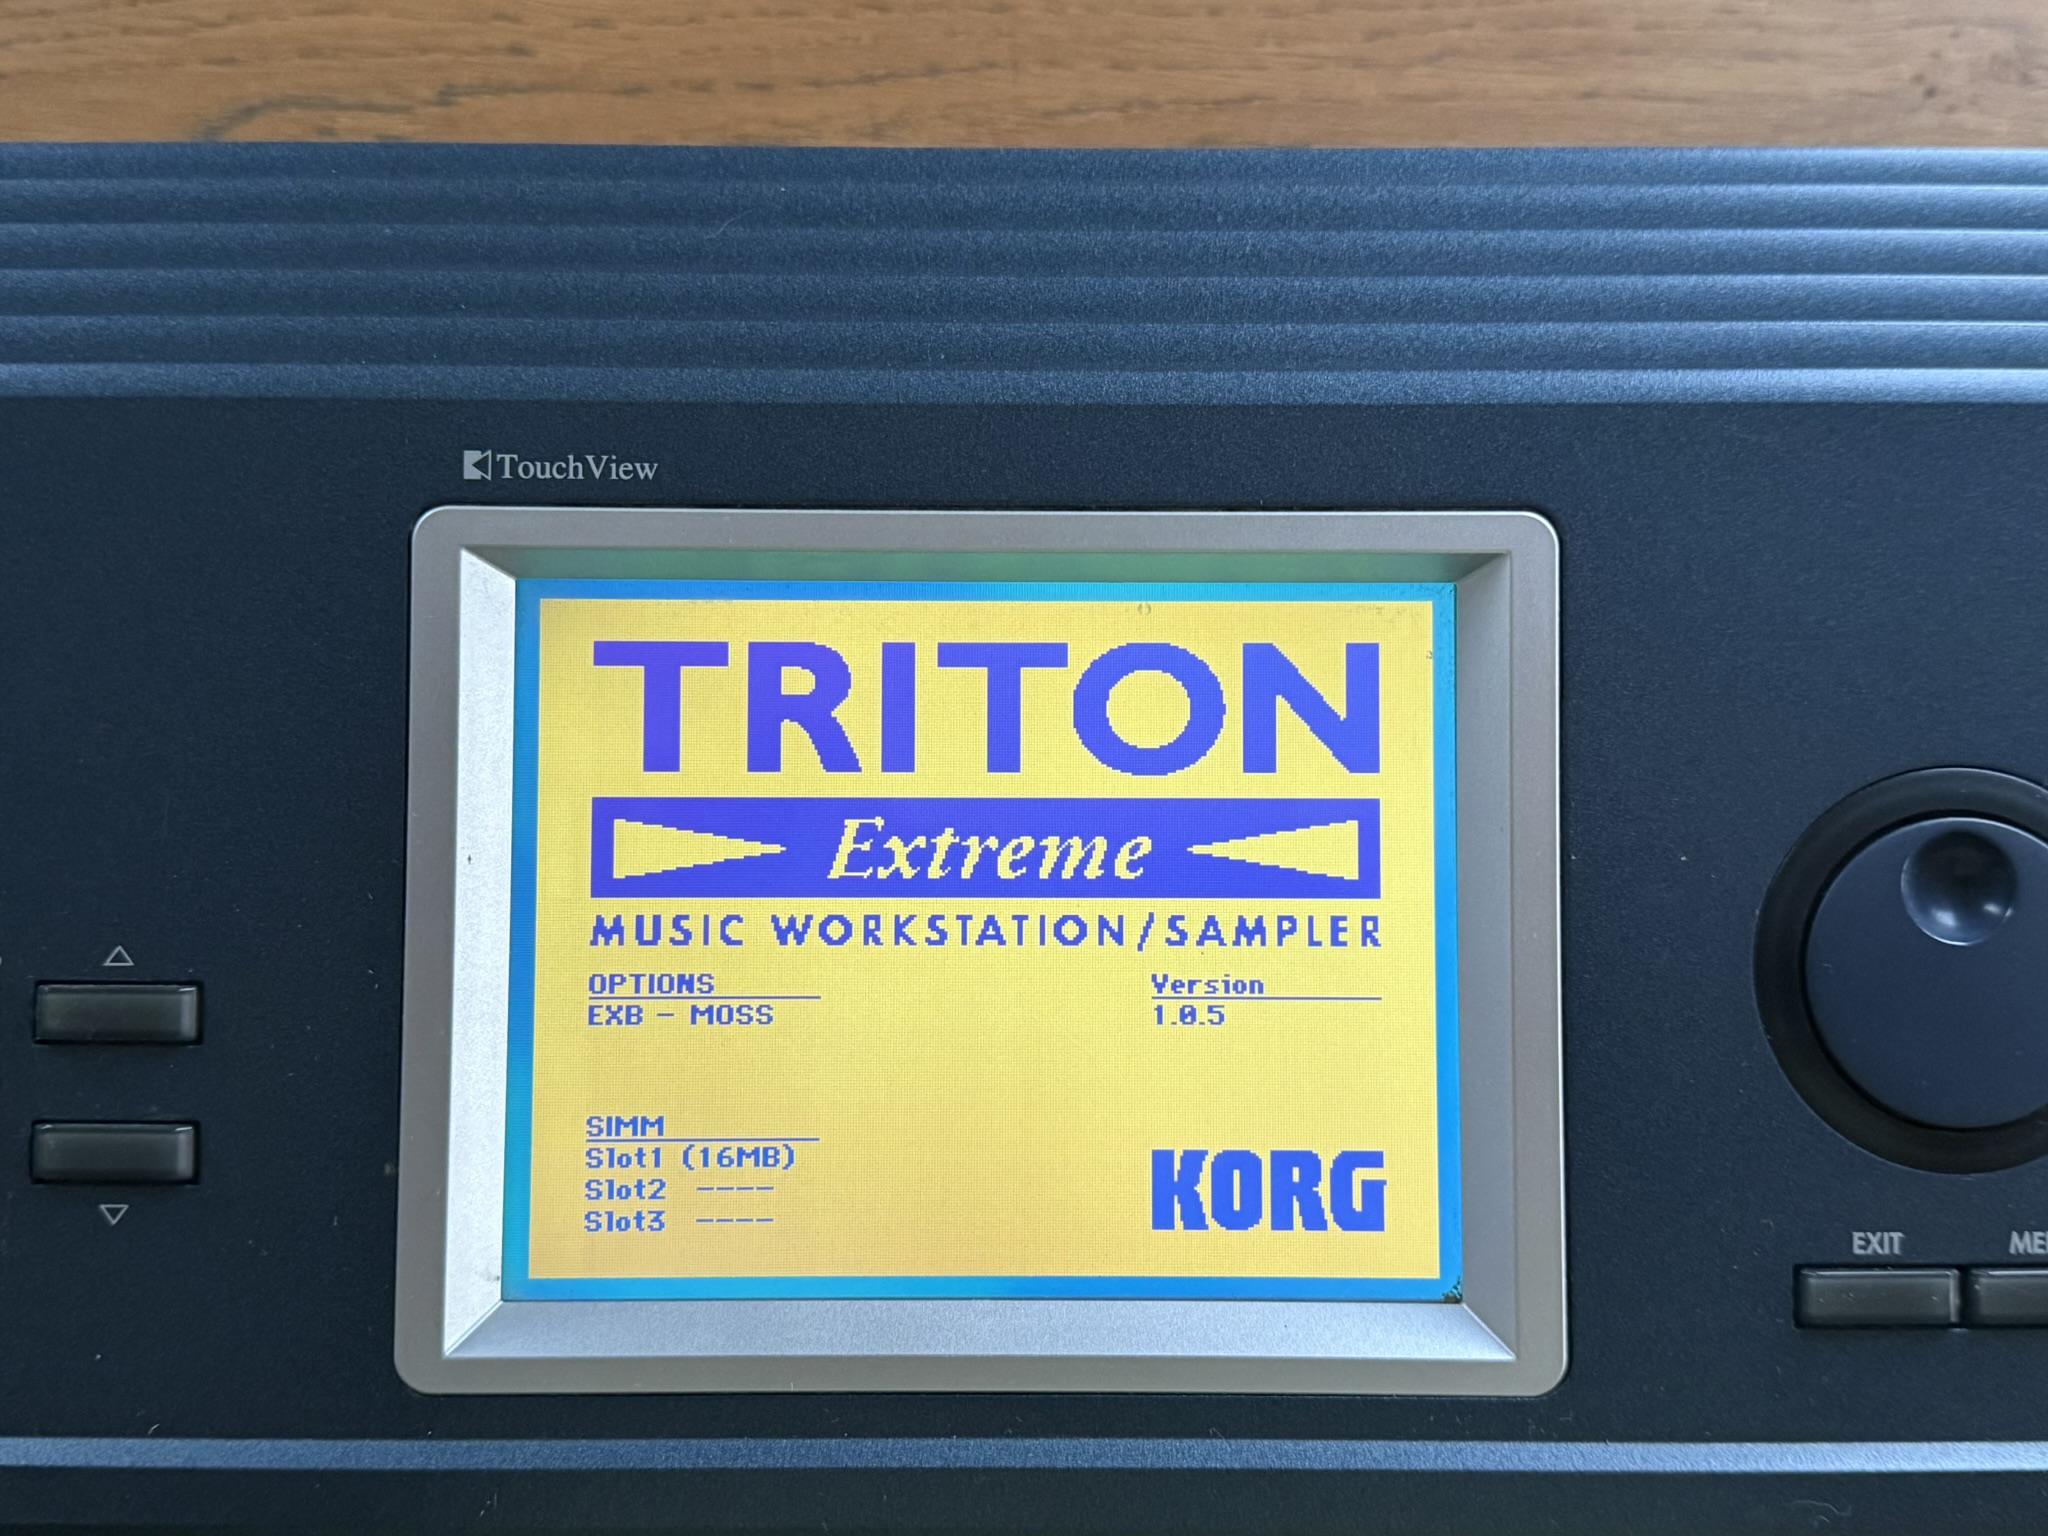 TouchView
TRITON
Extreme
MUSIC WORKSTATION/SAMPLER
OPTIONS
EXB - MOSS
Version
1.0.5
SIMM
Slot1 (16MB)
Slot2 ----
Slot3 ----
KORG
EXIT